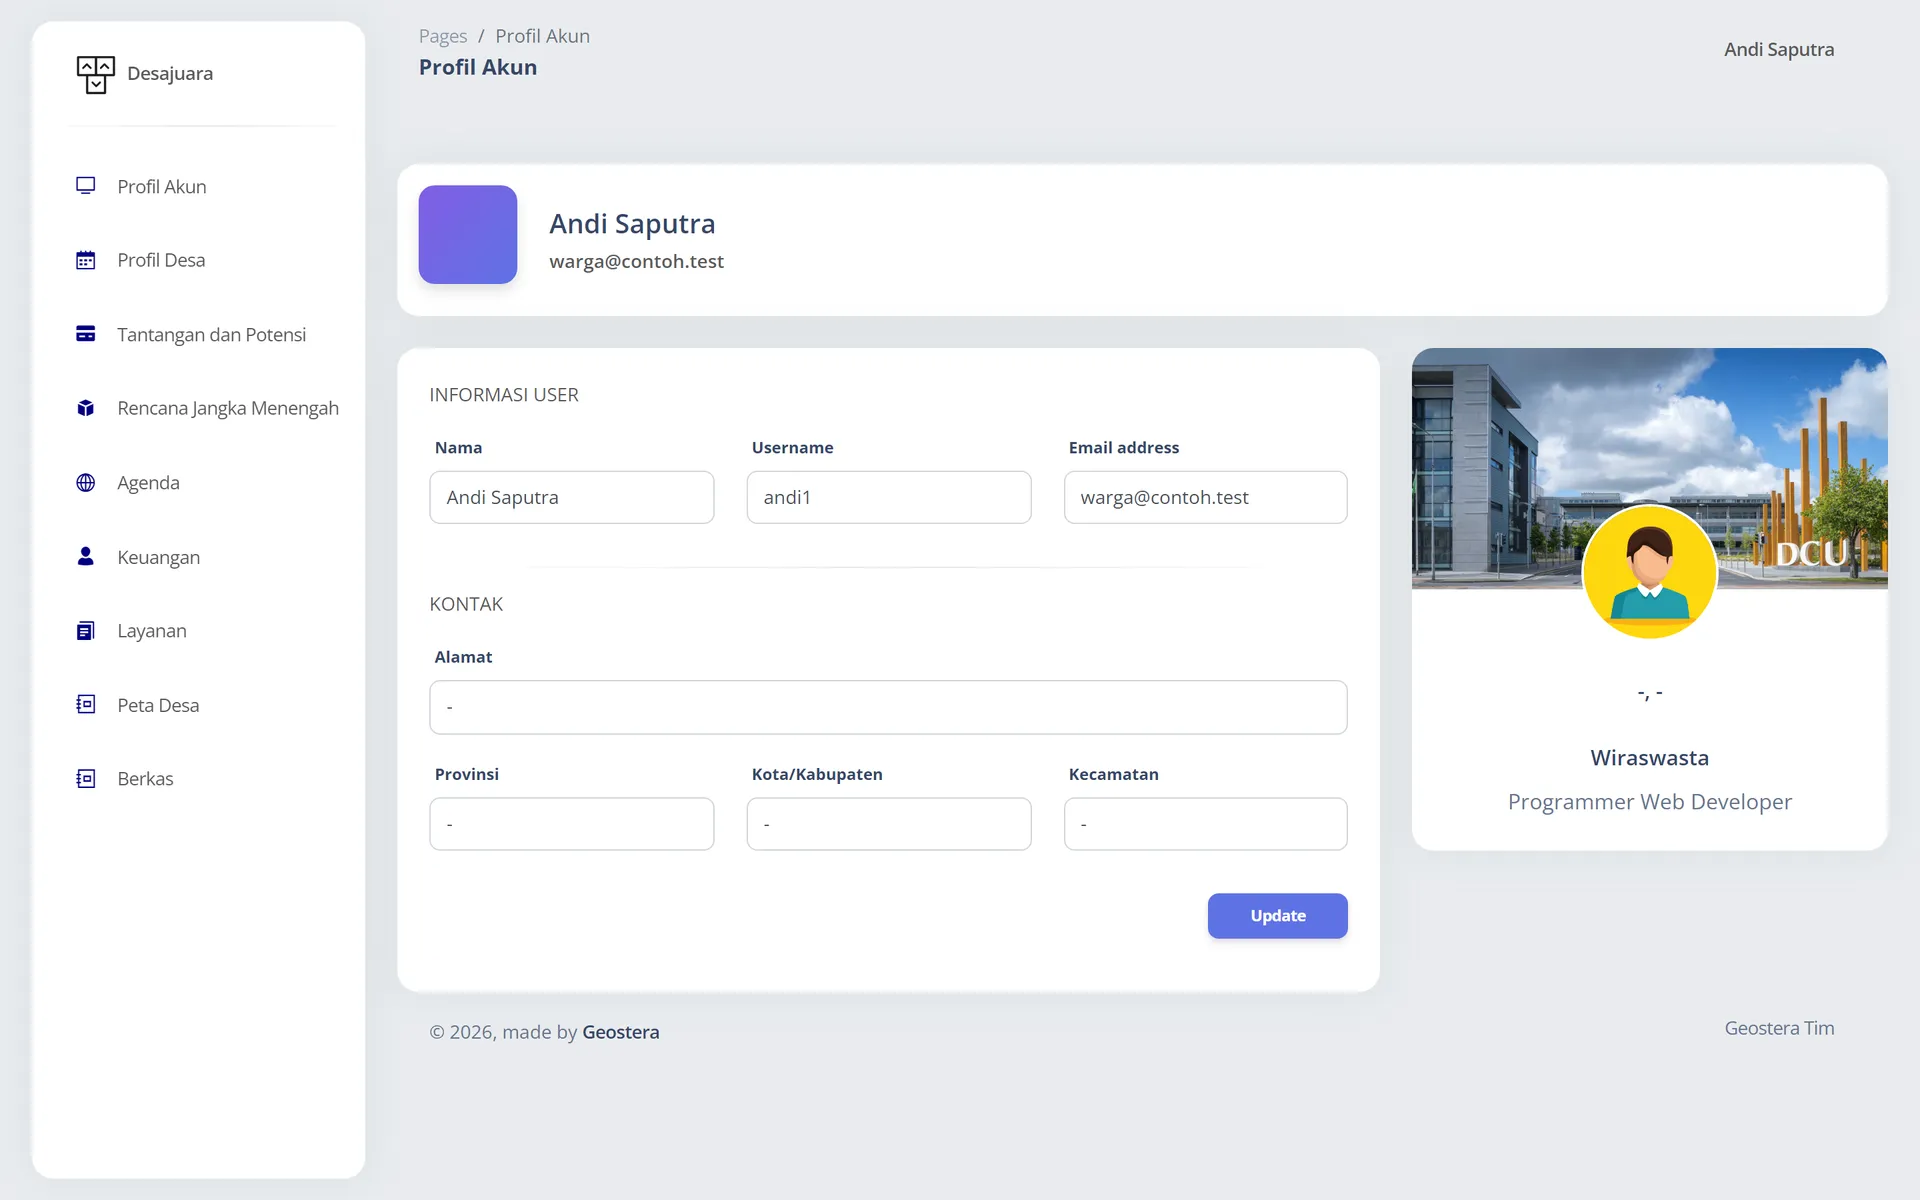 Desajuara
Profil Akun
Profil Desa
Tantangan dan Potensi
Rencana Jangka Menengah
Agenda
Keuangan
Layanan
Peta Desa
Berkas
Pages / Profil Akun
Profil Akun
Andi Saputra
Andi Saputra
warga@contoh.test
INFORMASI USER
Nama Username Email address
Andi Saputra andi1 warga@contoh.test
KONTAK
Alamat
-
Provinsi Kota/Kabupaten Kecamatan
- - -
Update
DCU
-, -
Wiraswasta
Programmer Web Developer
© 2026, made by Geostera
Geostera Tim